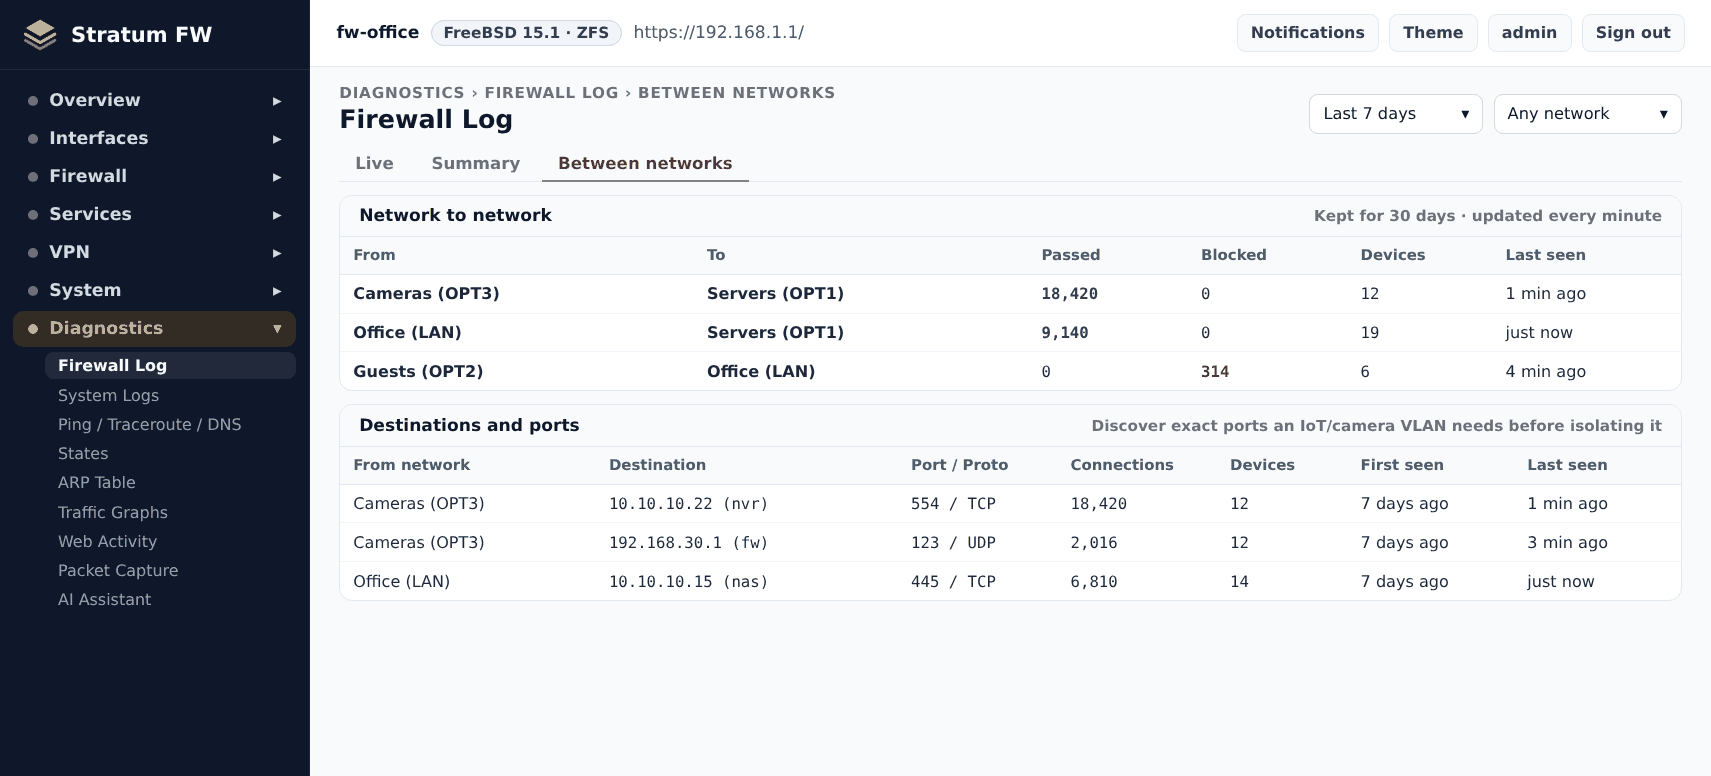 Stratum FW
fw-office FreeBSD 15.1 · ZFS https://192.168.1.1/ Notifications Theme admin Sign out
Overview ▸
Interfaces ▸
Firewall ▸
Services ▸
VPN ▸
System ▸
Diagnostics ▾
Firewall Log
System Logs
Ping / Traceroute / DNS
States
ARP Table
Traffic Graphs
Web Activity
Packet Capture
AI Assistant
DIAGNOSTICS › FIREWALL LOG › BETWEEN NETWORKS
Firewall Log
Last 7 days ▾ Any network ▾
Live Summary Between networks
Network to network Kept for 30 days · updated every minute
From To Passed Blocked Devices Last seen
Cameras (OPT3) Servers (OPT1) 18,420 0 12 1 min ago
Office (LAN) Servers (OPT1) 9,140 0 19 just now
Guests (OPT2) Office (LAN) 0 314 6 4 min ago
Destinations and ports Discover exact ports an IoT/camera VLAN needs before isolating it
From network Destination Port / Proto Connections Devices First seen Last seen
Cameras (OPT3) 10.10.10.22 (nvr) 554 / TCP 18,420 12 7 days ago 1 min ago
Cameras (OPT3) 192.168.30.1 (fw) 123 / UDP 2,016 12 7 days ago 3 min ago
Office (LAN) 10.10.10.15 (nas) 445 / TCP 6,810 14 7 days ago just now